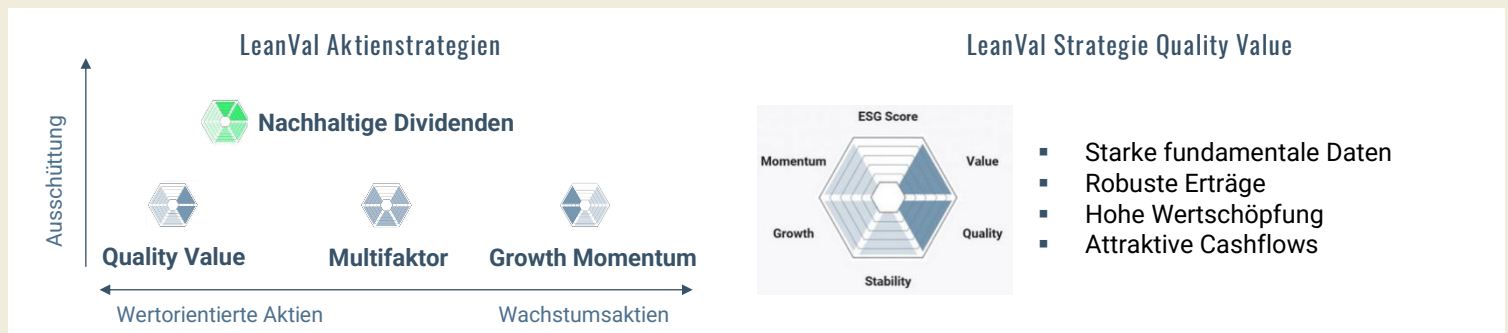 LeanVal Aktienstrategien
Ausschüttung
Nachhaltige Dividenden
Quality Value
Multifaktor
Growth Momentum
Wertorientierte Aktien
Wachstumsaktien
LeanVal Strategie Quality Value
ESG Score
Momentum
Value
Growth
Quality
Stability
▪ Starke fundamentale Daten
▪ Robuste Erträge
▪ Hohe Wertschöpfung
▪ Attraktive Cashflows